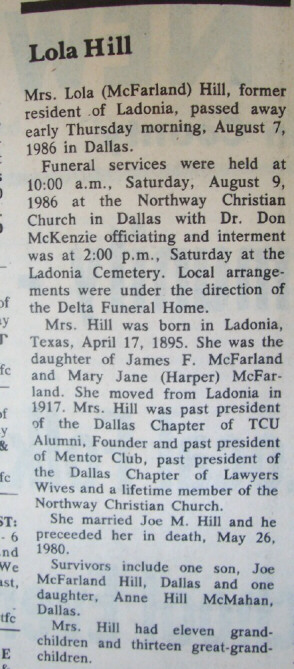 Lola Hill
Mrs. Lola (McFarland) Hill, former
resident of Ladonia, passed away
early Thursday morning, August 7,
1986 in Dallas.
Funeral services were held at
10:00 a.m., Saturday, August 9,
1986 at the Northway Christian
Church in Dallas with Dr. Don
McKenzie officiating and interment
was at 2:00 p.m., Saturday at the
Ladonia Cemetery. Local arrange-
ments were under the direction of
the Delta Funeral Home.
Mrs. Hill was born in Ladonia,
Texas, April 17, 1895. She was the
daughter of James F. McFarland
and Mary Jane (Harper) McFar-
land. She moved from Ladonia in
1917. Mrs. Hill was past president
of the Dallas Chapter of TCU
Alumni, Founder and past president
of Mentor Club, past president of
the Dallas Chapter of Lawyers
Wives and a lifetime member of the
Northway Christian Church.
She married Joe M. Hill and he
preceeded her in death, May 26,
1980.
Survivors include one son, Joe
McFarland Hill, Dallas and one
daughter, Anne Hill McMahan,
Dallas.
Mrs. Hill had eleven grand-
children and thirteen great-grand-
children.